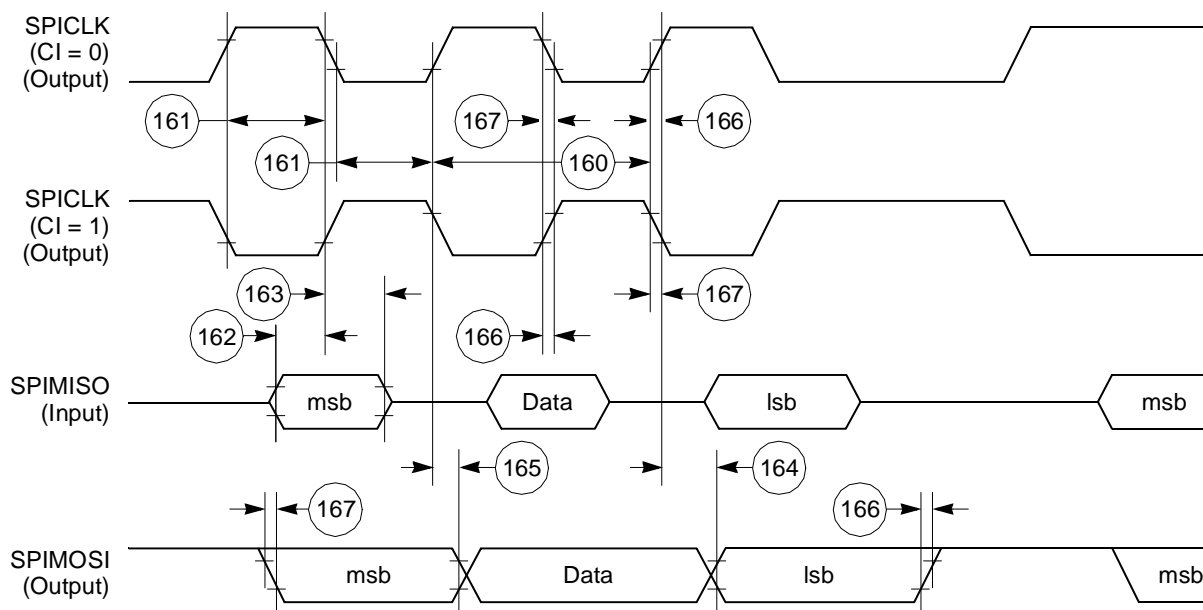 SPICLK
(CI = 0)
(Output)
161
167
166
161
160
SPICLK
(CI = 1)
(Output)
163
167
162
166
SPIMISO
(Input)
msb
Data
lsb
msb
165
164
167
166
SPIMOSI
(Output)
msb
Data
lsb
msb